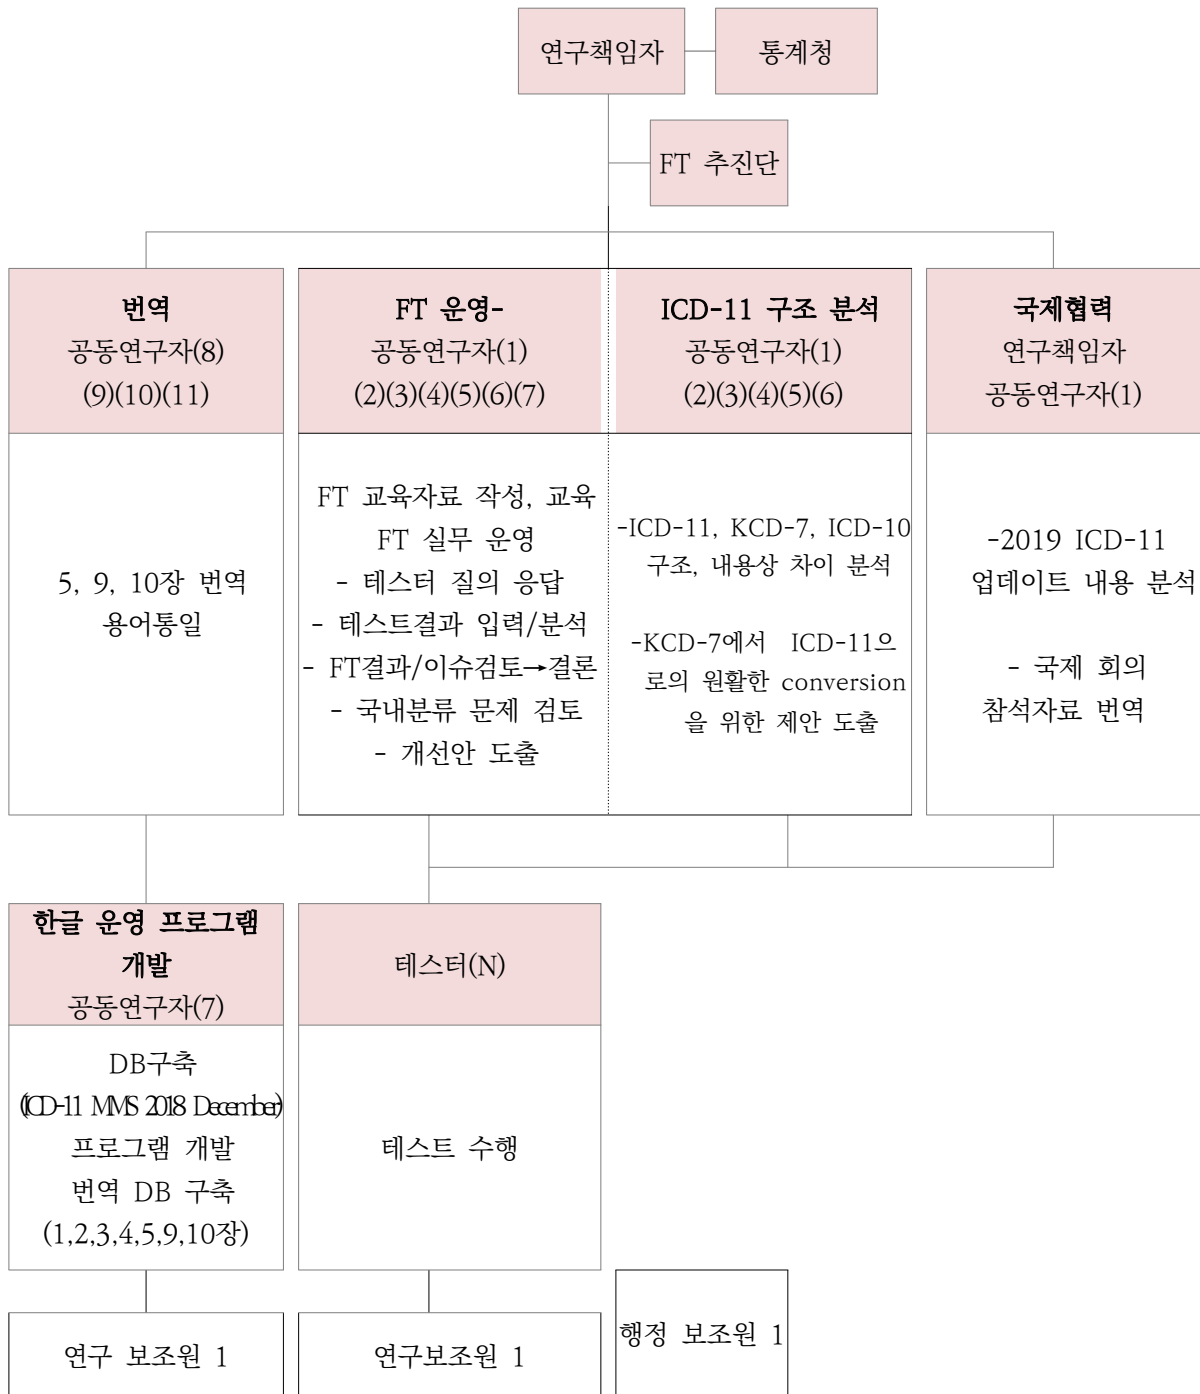 연구책임자
통계청
FT 추진단
번역
공동연구자(8)
(9)(10)(11)
FT 운영-
공동연구자(1)
(2)(3)(4)(5)(6)(7)
ICD-11 구조 분석
공동연구자(1)
(2)(3)(4)(5)(6)
국제협력
연구책임자
공동연구자(1)
5, 9, 10장 번역
용어통일
FT 교육자료 작성, 교육
FT 실무 운영
- 테스터 질의 응답
- 테스트결과 입력/분석
- FT결과/이슈검토→결론
- 국내분류 문제 검토
- 개선안 도출
-ICD-11, KCD-7, ICD-10
구조, 내용상 차이 분석
-KCD-7에서 ICD-11으
로의 원활한 conversion
을 위한 제안 도출
-2019 ICD-11
업데이트 내용 분석
- 국제 회의
참석자료 번역
한글 운영 프로그램
개발
공동연구자(7)
테스터(N)
DB구축
(ICD-11 MMS 2018 December)
프로그램 개발
번역 DB 구축
(1,2,3,4,5,9,10장)
테스트 수행
연구 보조원 1
연구보조원 1
행정 보조원 1